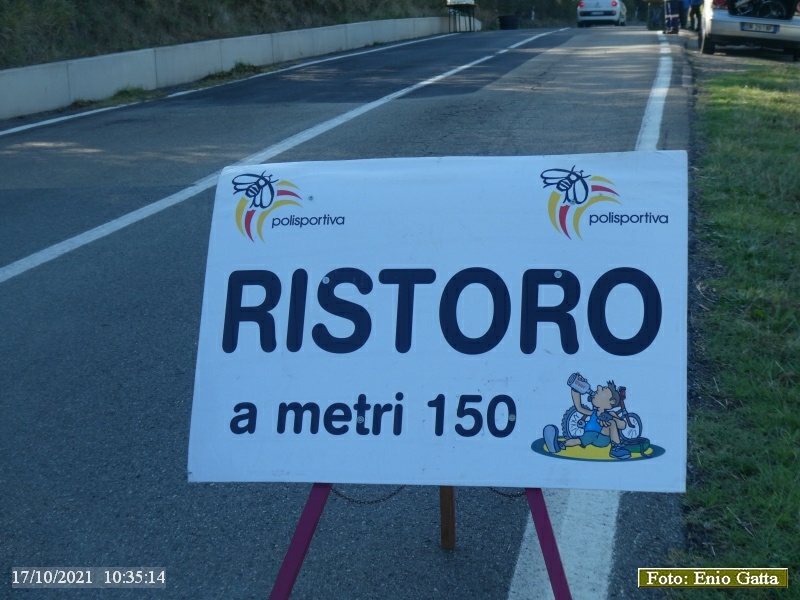 polisportiva polisportiva
RISTORO
a metri 150
17/10/2021 10:35:14
Foto: Enio Gatta